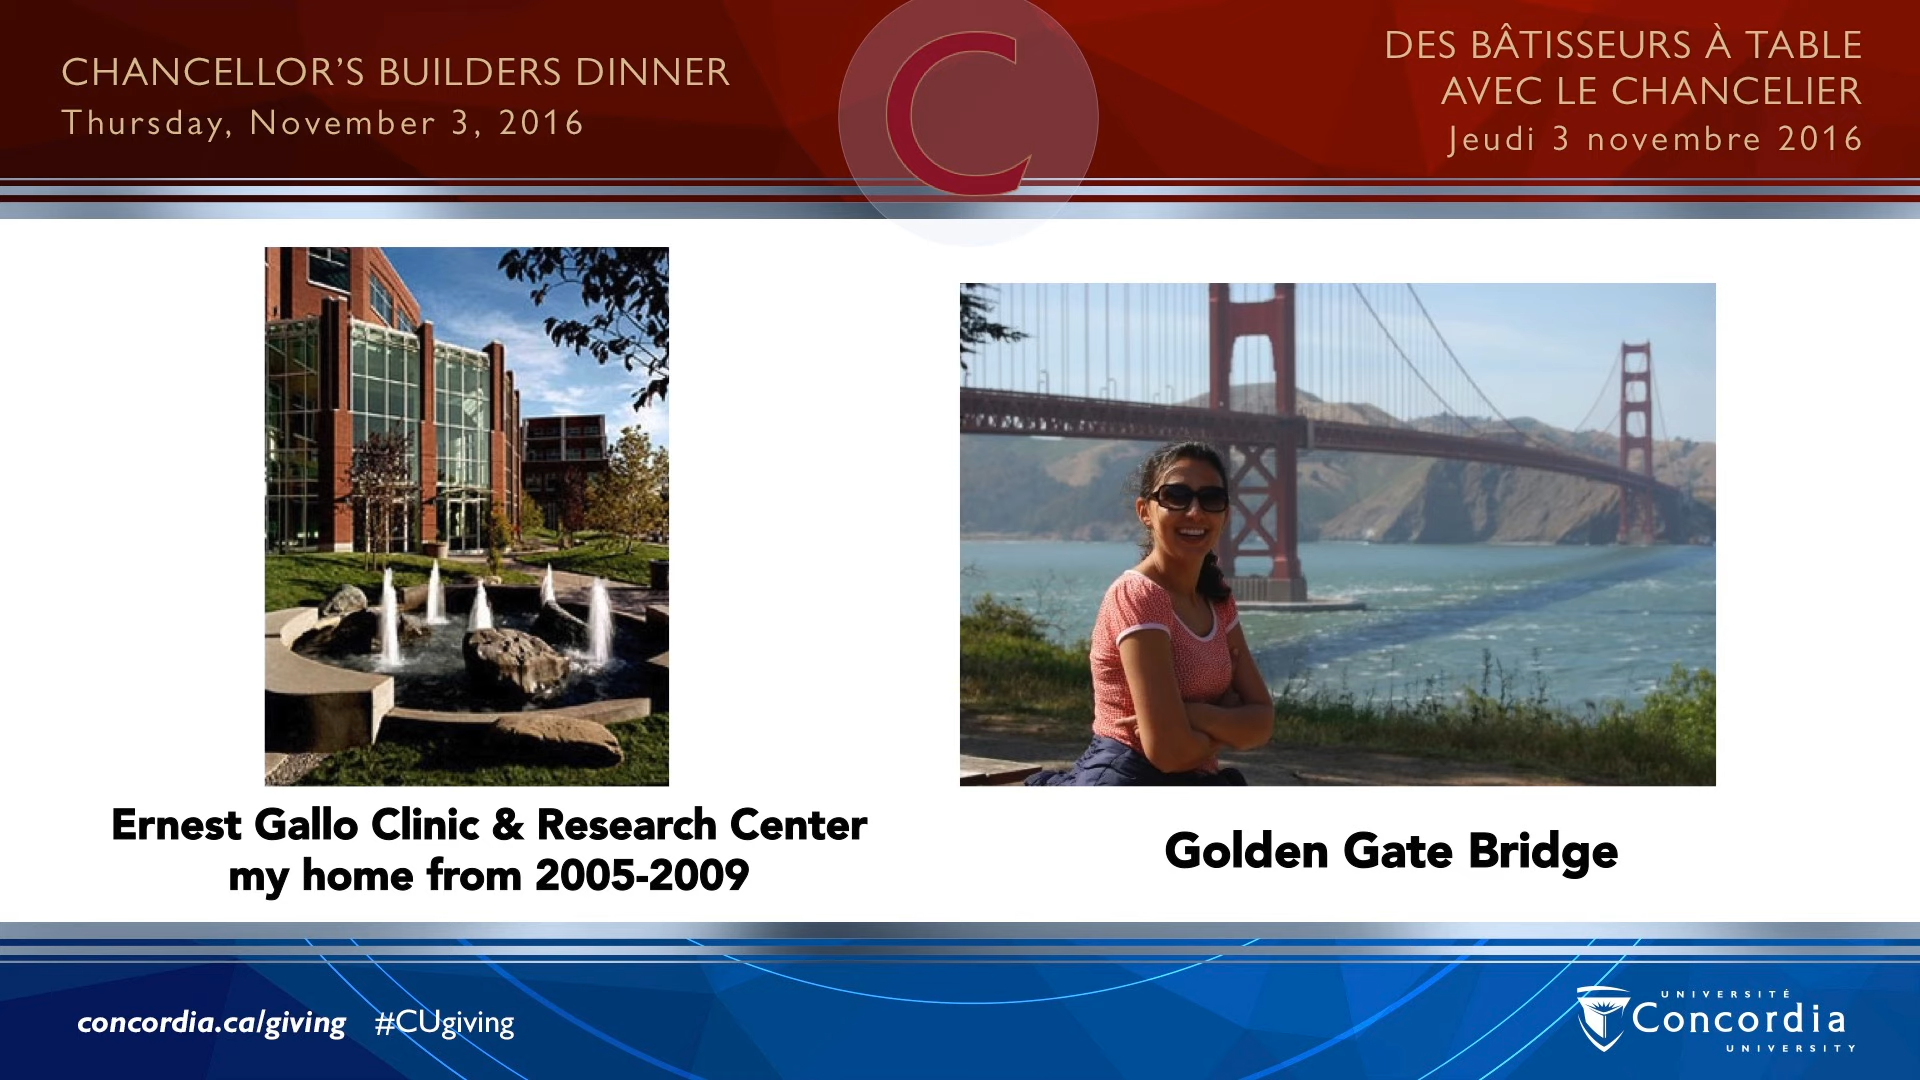 CHANCELLOR’S BUILDERS DINNER
Thursday, November 3, 2016
C
DES BÂTISSEURS À TABLE
AVEC LE CHANCELIER
Jeudi 3 novembre 2016
Ernest Gallo Clinic & Research Center
my home from 2005-2009
Golden Gate Bridge
concordia.ca/giving #CUgiving
UNIVERSITÉ
Concordia
UNIVERSITY